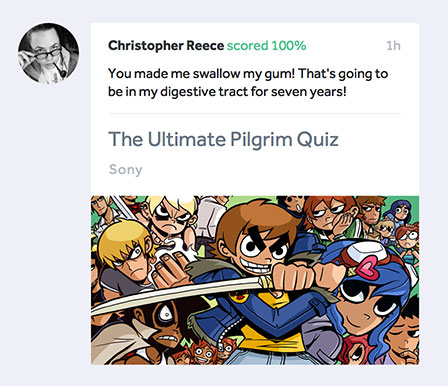 Christopher Reece scored 100% 1h
You made me swallow my gum! That's going to
be in my digestive tract for seven years!
The Ultimate Pilgrim Quiz
Sony